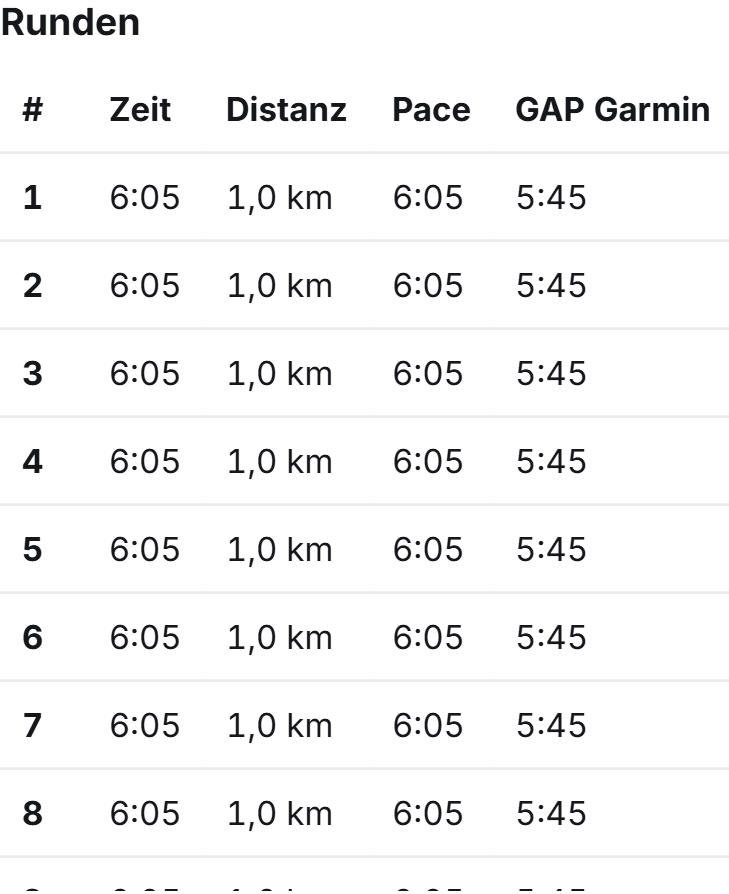 Runden
# Zeit Distanz Pace GAP Garmin
1 6:05 1,0 km 6:05 5:45
2 6:05 1,0 km 6:05 5:45
3 6:05 1,0 km 6:05 5:45
4 6:05 1,0 km 6:05 5:45
5 6:05 1,0 km 6:05 5:45
6 6:05 1,0 km 6:05 5:45
7 6:05 1,0 km 6:05 5:45
8 6:05 1,0 km 6:05 5:45